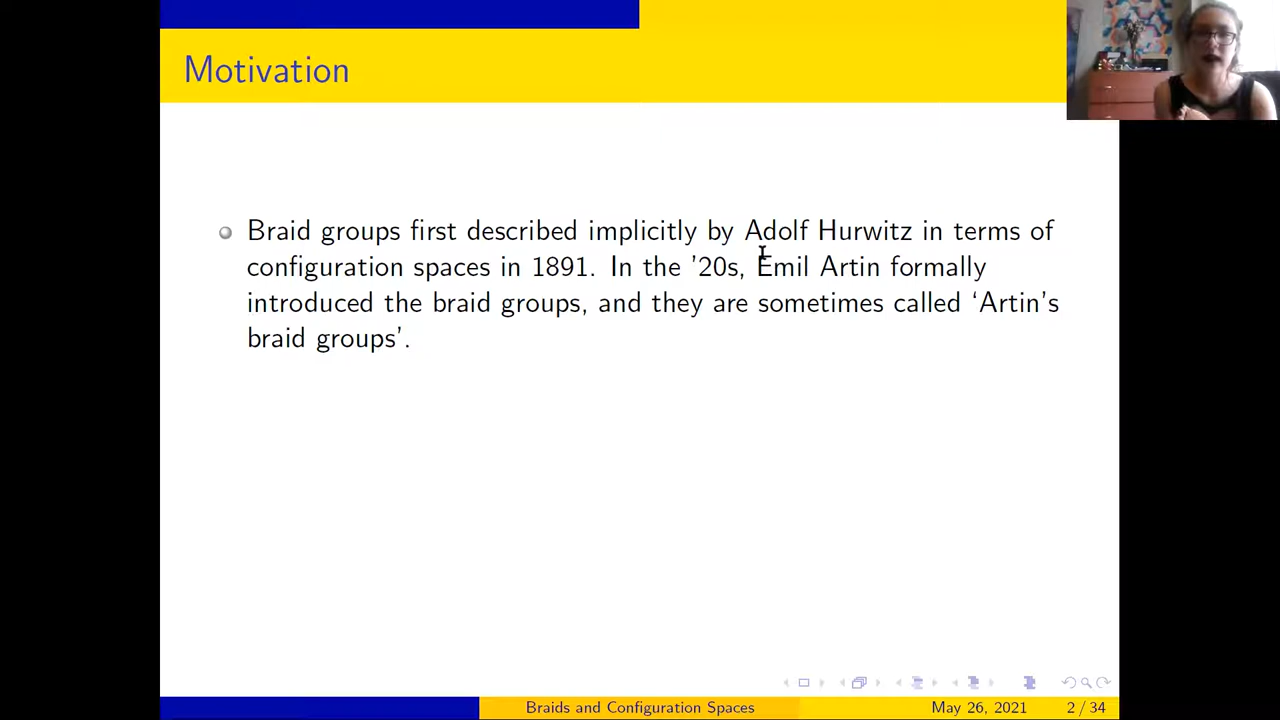 Motivation
Braid groups first described implicitly by Adolf Hurwitz in terms of
configuration spaces in 1891. In the '20s, Emil Artin formally
introduced the braid groups, and they are sometimes called ‘Artin's
braid groups’.
Braids and Configuration Spaces
May 26, 2021
2 / 34